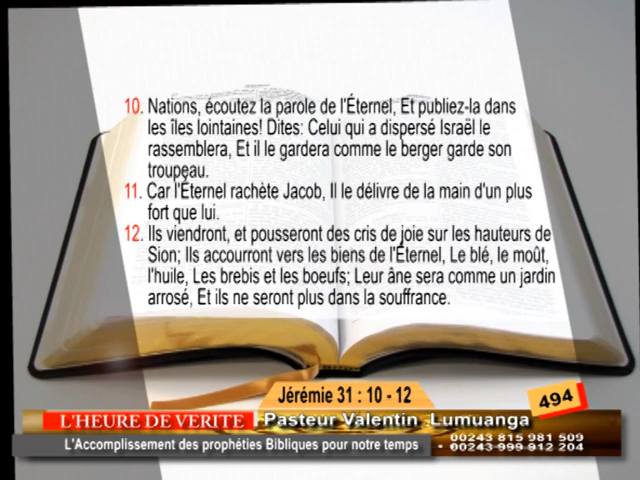 10. Nations, écoutez la parole de l'Éternel, Et publiez-la dans
les îles lointaines! Dites: Celui qui a dispersé Israël le
rassemblera, Et il le gardera comme le berger garde son
troupeau.
11. Car l'Éternel rachète Jacob, Il le délivre de la main d'un plus
fort que lui.
12. Ils viendront, et pousseront des cris de joie sur les hauteurs de
Sion; Ils accourront vers les biens de l'Éternel, Le blé, le moût,
l'huile, Les brebis et les boeufs; Leur âne sera comme un jardin
arrosé, Et ils ne seront plus dans la souffrance.
Jérémie 31 : 10 - 12
494
L'HEURE DE VERITE Pasteur Valentin Lumuanga
L'Accomplissement des prophéties Bibliques pour notre temps
00243 815 981 509
• 00243 999 912 204